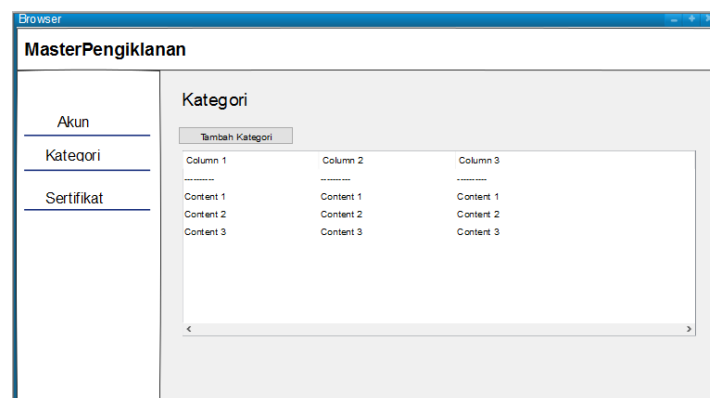 Browser
MasterPengiklanan
Akun
Kategori
Sertifikat
Kategori
Tambah Kategori
Column 1 Column 2 Column 3
---------- ---------- ----------
Content 1 Content 1 Content 1
Content 2 Content 2 Content 2
Content 3 Content 3 Content 3